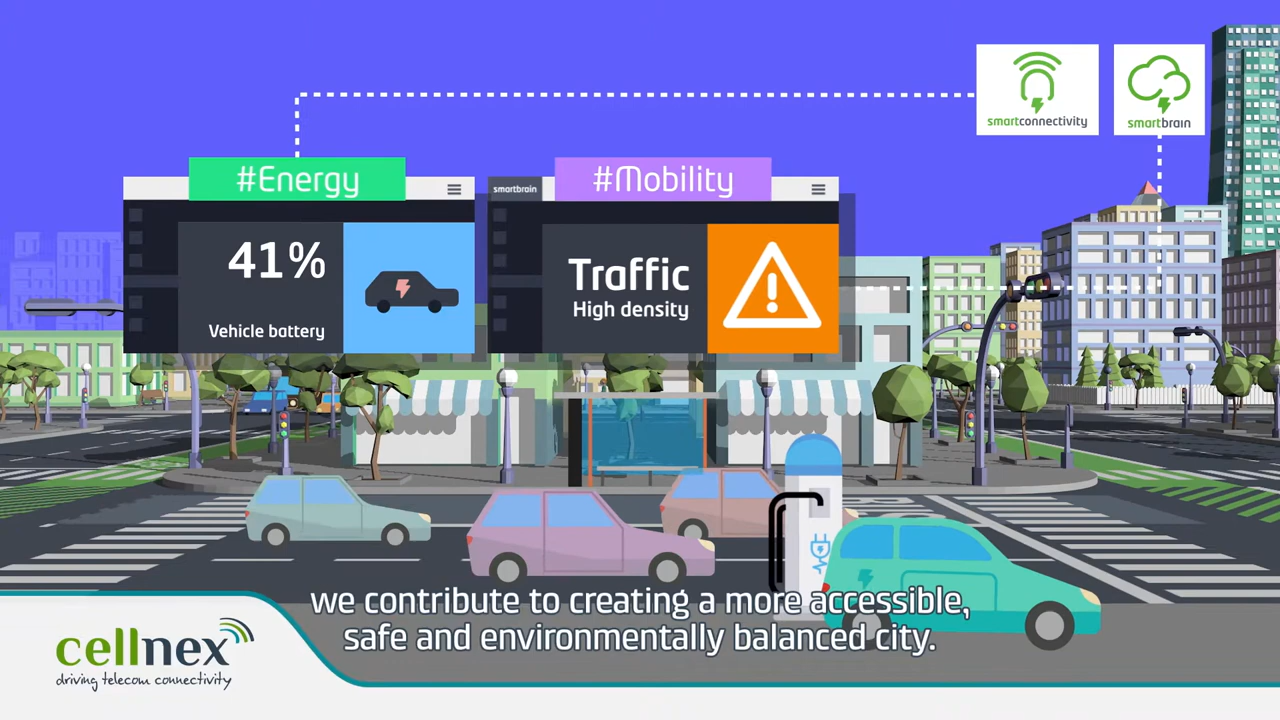 smartconnectivity
smartbrain
#Energy
smartbrain
#Mobility
41%
Vehicle battery
Traffic
High density
we contribute to creating a more accessible,
safe and environmentally balanced city.
cellnex
driving telecom connectivity